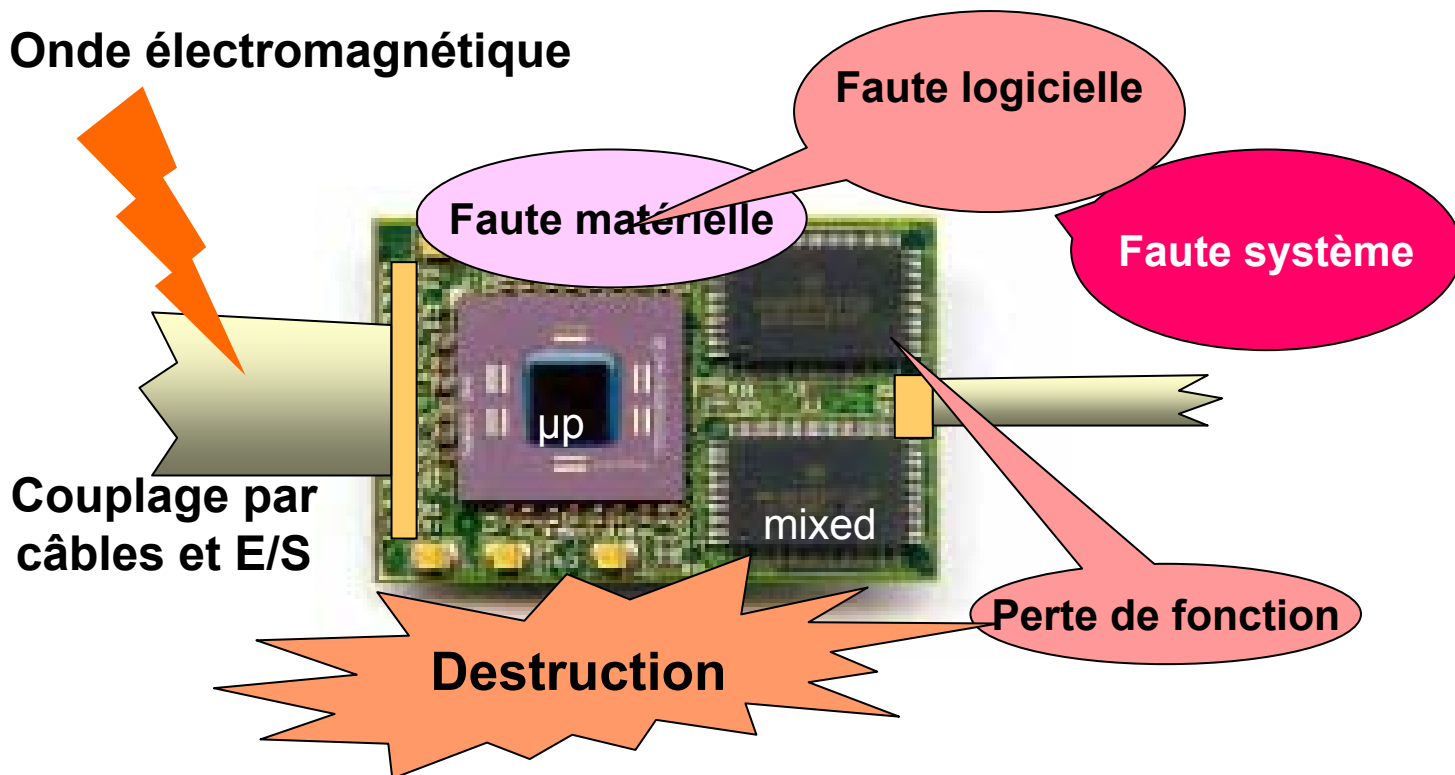 Onde électromagnétique
Faute logicielle
Faute matérielle
Faute système
µp
Couplage par
câbles et E/S
mixed
Perte de fonction
Destruction